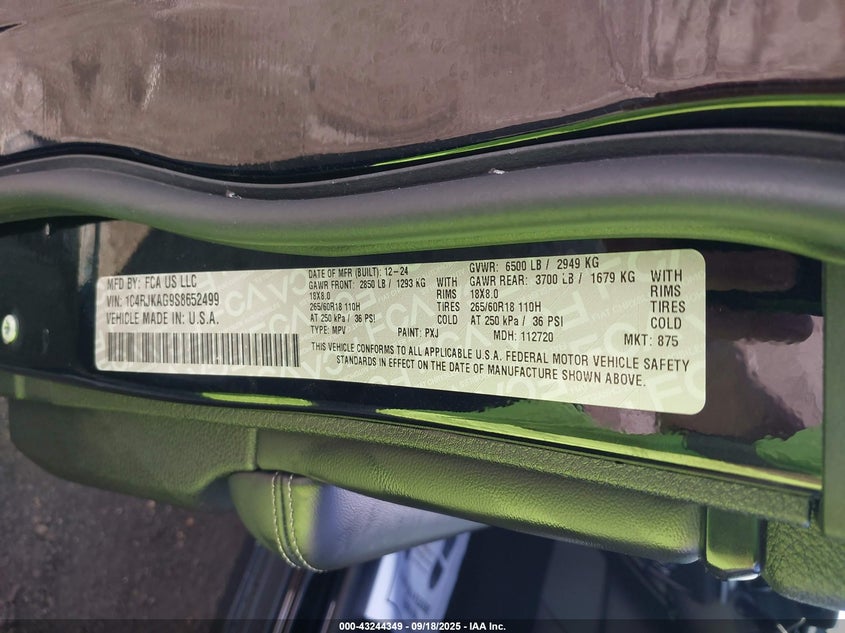 MFD BY: FCA US LLC
VIN: 1C4RJKAG9S8652499
VEHICLE MADE IN: U.S.A.
DATE OF MFR (BUILT): 12-24
GAWR FRONT: 2850 LB / 1293 KG WITH
18X8.0 RIMS
265/60R18 110H TIRES
AT 250 kPa / 36 PSI COLD
TYPE: MPV PAINT: PXJ
GVWR: 6500 LB / 2949 KG
GAWR REAR: 3700 LB / 1679 KG WITH
18X8.0 RIMS
265/60R18 110H TIRES
AT 250 kPa / 36 PSI COLD
MDH: 112720 MKT: 875
THIS VEHICLE CONFORMS TO ALL APPLICABLE U.S.A. FEDERAL MOTOR VEHICLE SAFETY
STANDARDS IN EFFECT ON THE DATE OF MANUFACTURE SHOWN ABOVE.
000-43244349 - 09/18/2025 - IAA Inc.